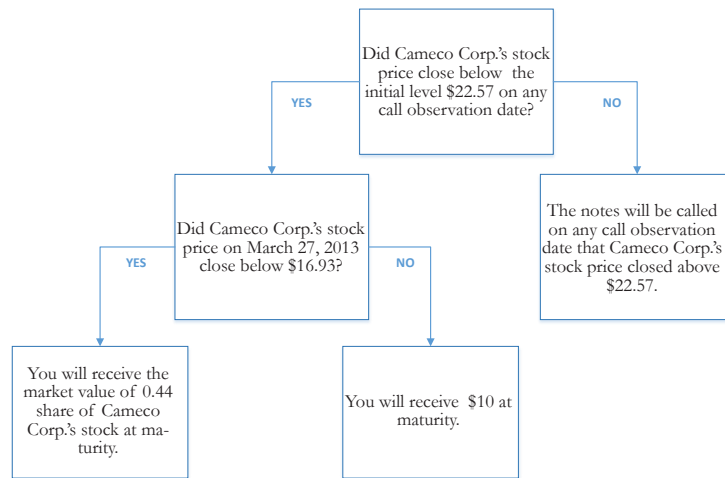 Did Cameco Corp.'s stock
price close below the
initial level $22.57 on any
call observation date?
YES
NO
Did Cameco Corp.'s stock
price on March 27, 2013
close below $16.93?
The notes will be called
on any call observation
date that Cameco Corp.'s
stock price closed above
$22.57.
YES
NO
You will receive the
market value of 0.44
share of Cameco
Corp.'s stock at ma-
turity.
You will receive $10 at
maturity.